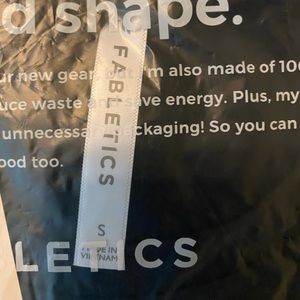 d shape.
ur new gear, but I'm also made of 100
uce waste and save energy. Plus, my
unnecessary packaging! So you can
ood too.
FABLETICS
S
MADE IN
VIETNAM
LETICS